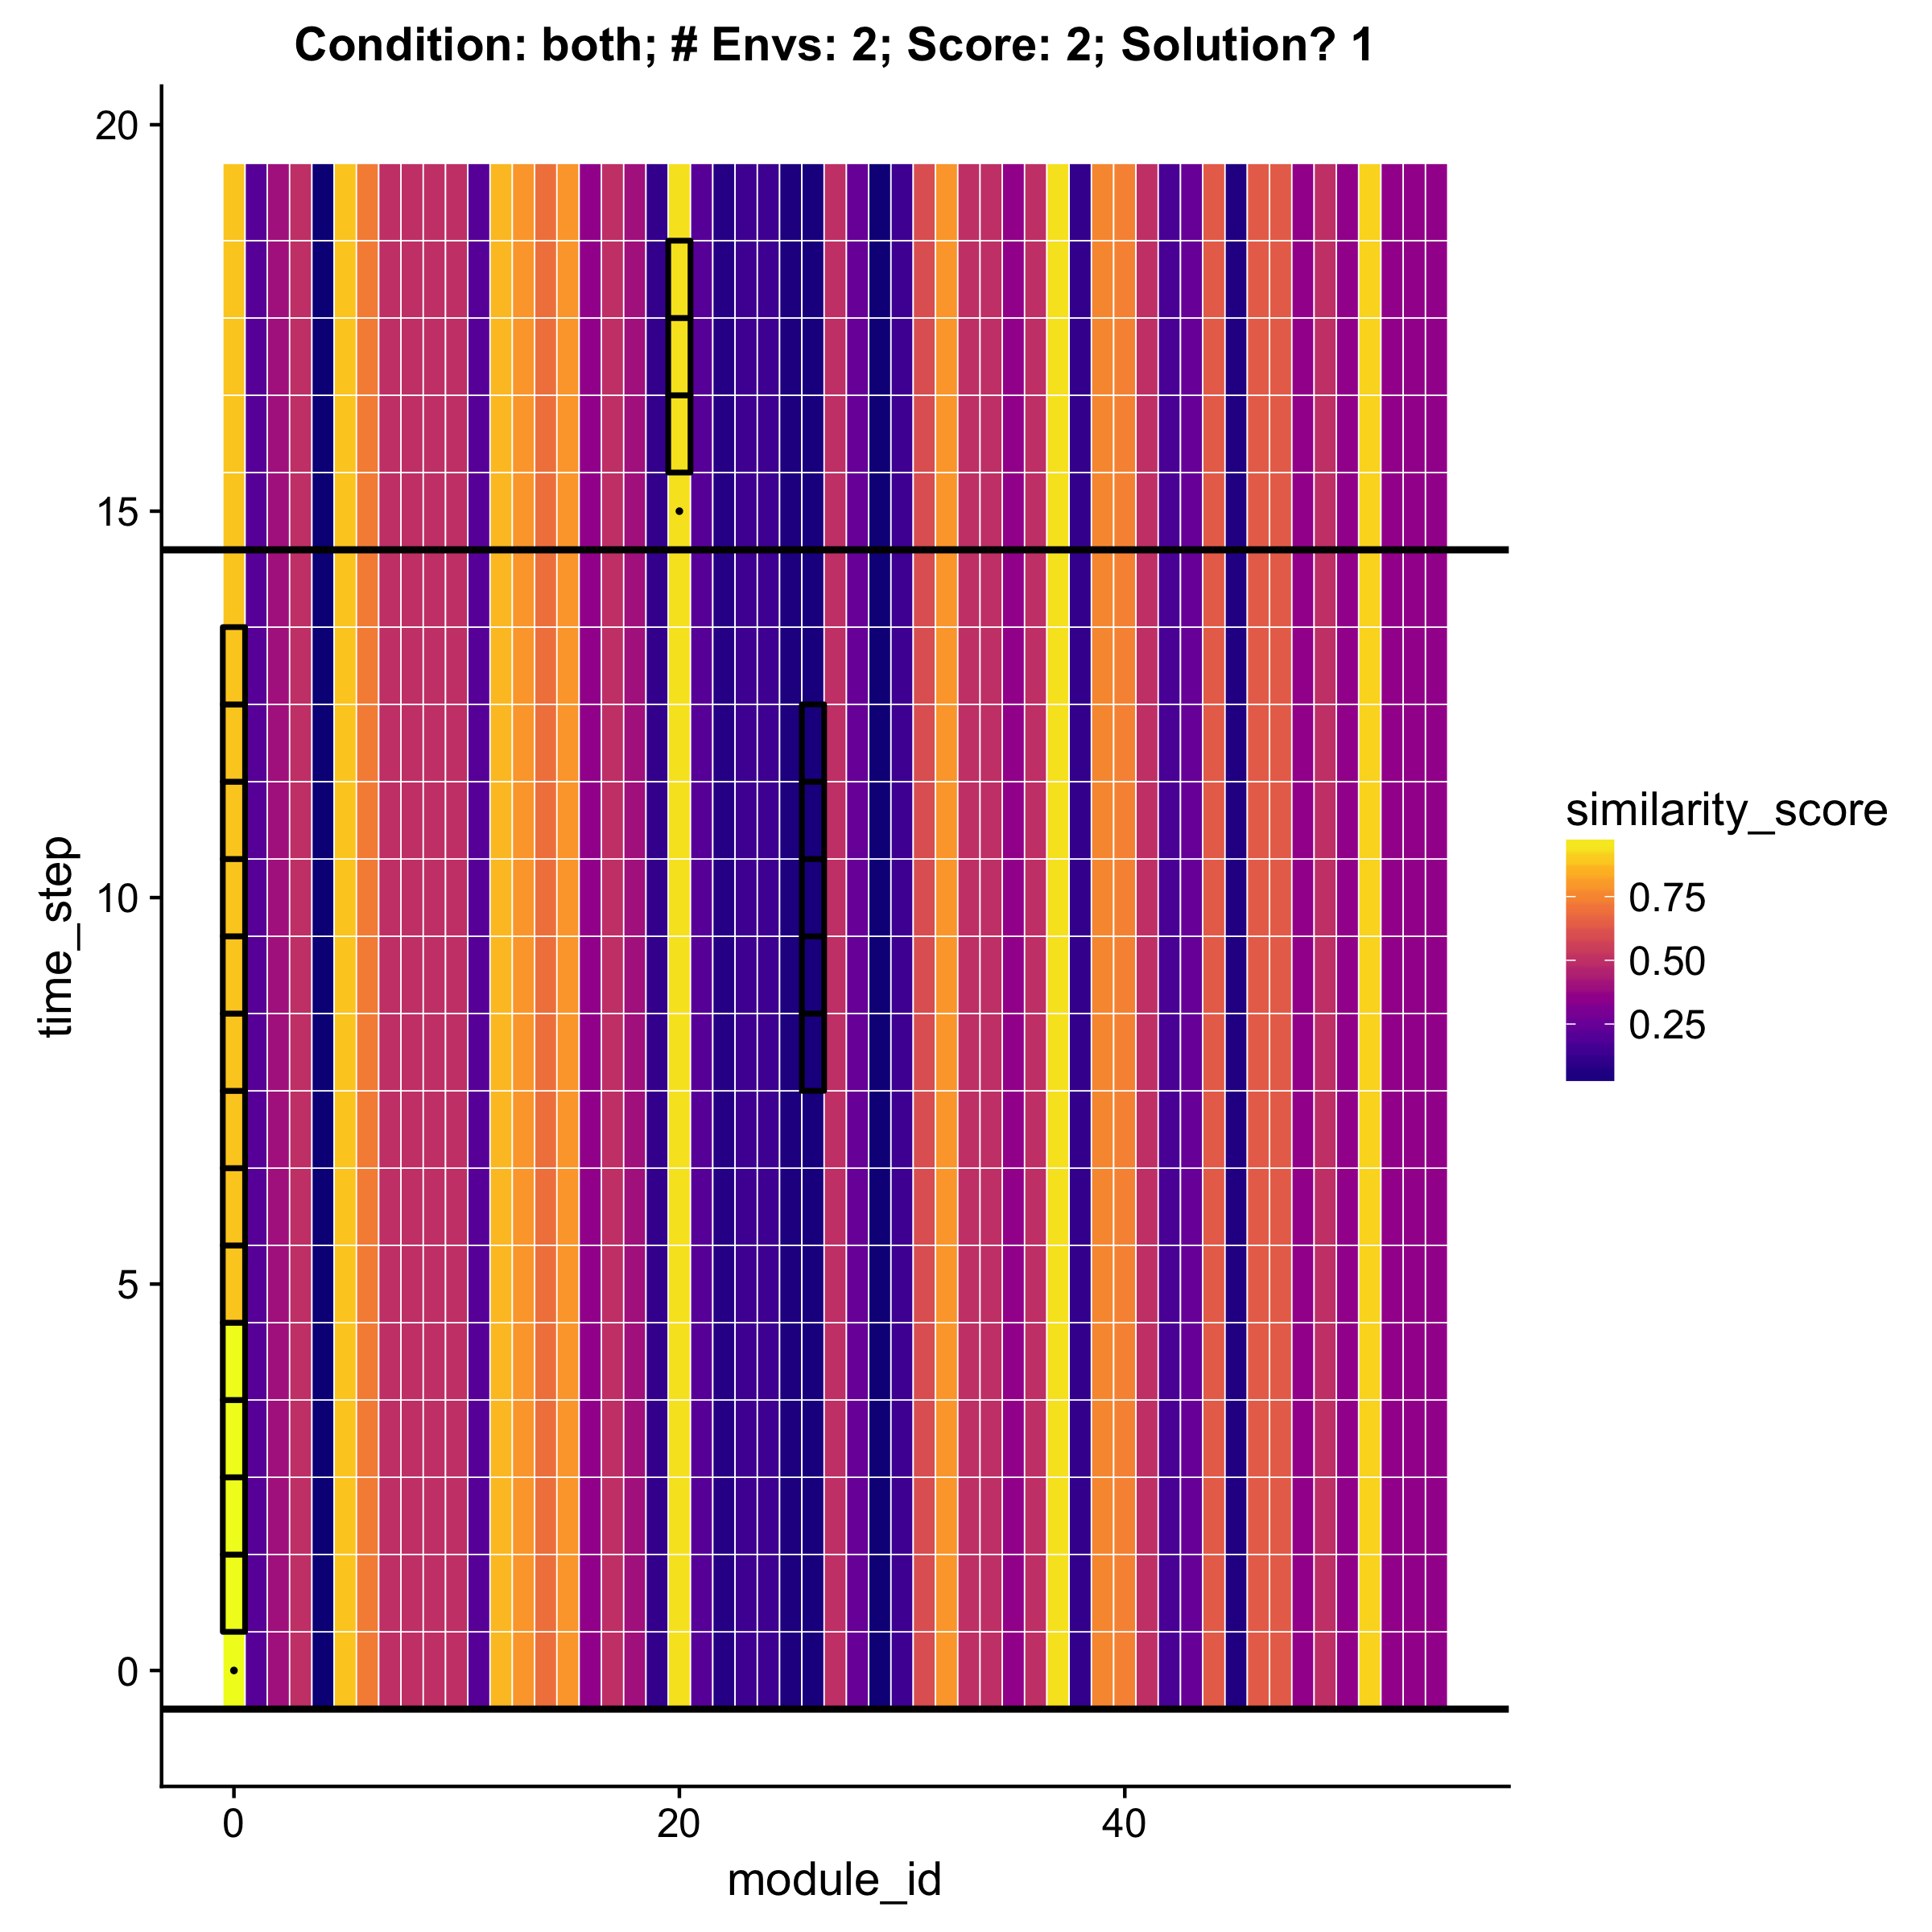 Condition: both; # Envs: 2; Score: 2; Solution? 1
20
15
10
5
0
time_step
0
20
40
module_id
similarity_score
0.75
0.50
0.25